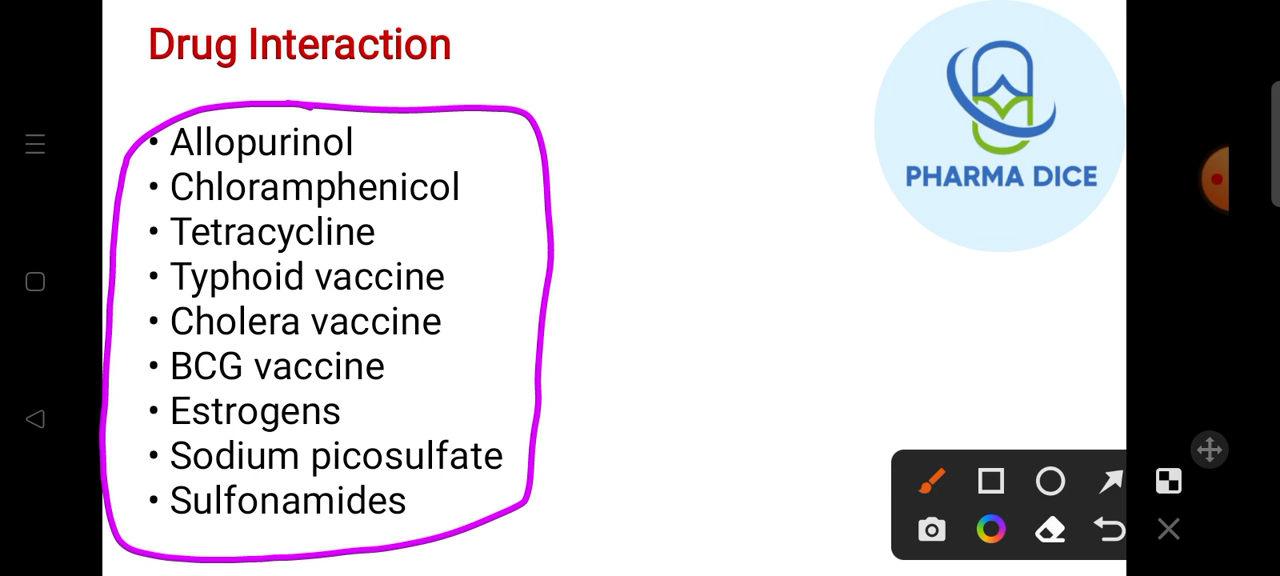 Drug Interaction
PHARMA DICE
• Allopurinol
• Chloramphenicol
• Tetracycline
• Typhoid vaccine
• Cholera vaccine
• BCG vaccine
• Estrogens
• Sodium picosulfate
• Sulfonamides